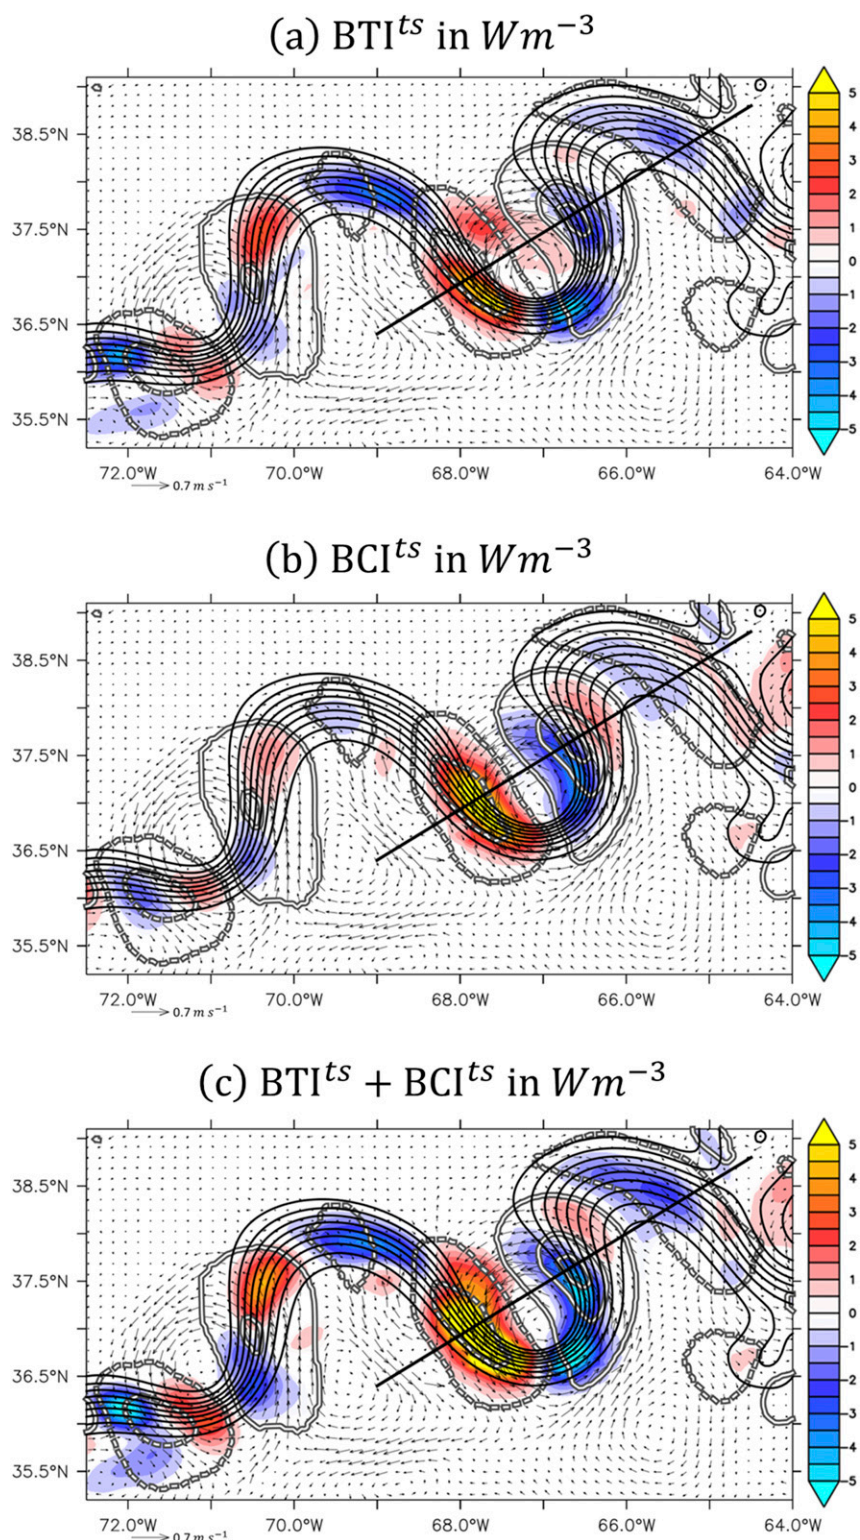 (a) BTI^ts in Wm^−3
5
4
3
2
1
0
-1
-2
-3
-4
-5
38.5°N
37.5°N
36.5°N
35.5°N
72.0°W 70.0°W 68.0°W 66.0°W 64.0°W
0.7 m s^−1
(b) BCI^ts in Wm^−3
5
4
3
2
1
0
-1
-2
-3
-4
-5
38.5°N
37.5°N
36.5°N
35.5°N
72.0°W 70.0°W 68.0°W 66.0°W 64.0°W
0.7 m s^−1
(c) BTI^ts + BCI^ts in Wm^−3
5
4
3
2
1
0
-1
-2
-3
-4
-5
38.5°N
37.5°N
36.5°N
35.5°N
72.0°W 70.0°W 68.0°W 66.0°W 64.0°W
0.7 m s^−1